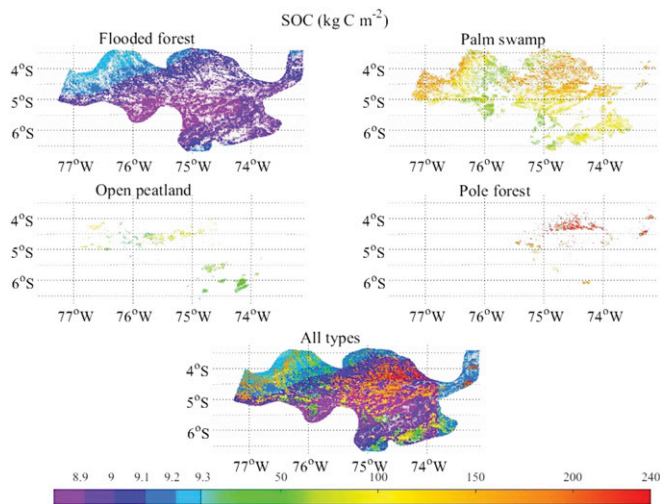 SOC (kg C m⁻²)
Flooded forest
Palm swamp
4°S
5°S
6°S
77°W 76°W 75°W 74°W
4°S
5°S
6°S
77°W 76°W 75°W 74°W
Open peatland
Pole forest
4°S
5°S
6°S
77°W 76°W 75°W 74°W
4°S
5°S
6°S
77°W 76°W 75°W 74°W
All types
4°S
5°S
6°S
77°W 76°W 75°W 74°W
8.9 9 9.1 9.2 9.3 50 100 150 200 240